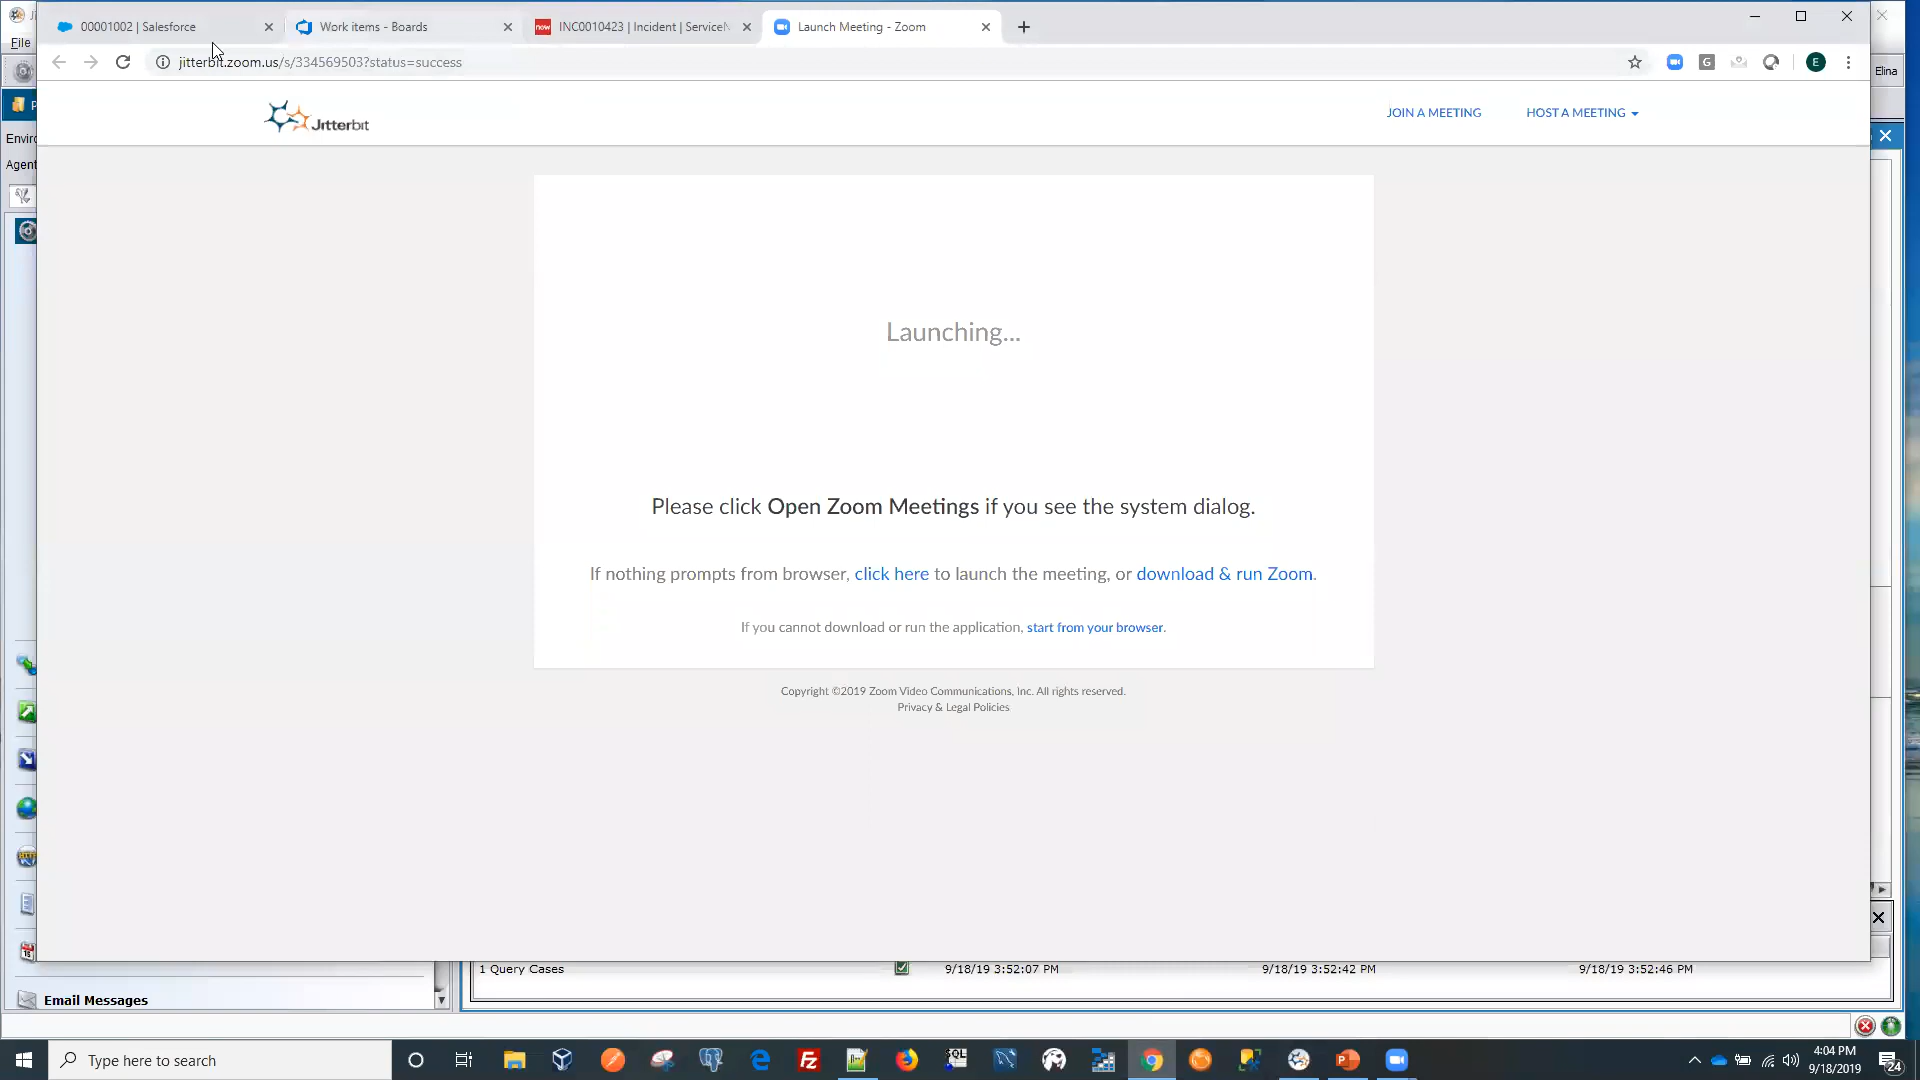 00001002 | Salesforce
Work items - Boards
INC0010423 | Incident | Service
Launch Meeting - Zoom
File
jitterbit.zoom.us/s/334569503?status=success
G
E
Elina
Jitterbit
JOIN A MEETING
HOST A MEETING
Agent
Launching...
Please click Open Zoom Meetings if you see the system dialog.
If nothing prompts from browser, click here to launch the meeting, or download & run Zoom.
If you cannot download or run the application, start from your browser.
Copyright ©2019 Zoom Video Communications, Inc. All rights reserved.
Privacy & Legal Policies
1 Query Cases
9/18/19 3:52:07 PM
9/18/19 3:52:42 PM
9/18/19 3:52:46 PM
Email Messages
Type here to search
4:04 PM
9/18/2019
24